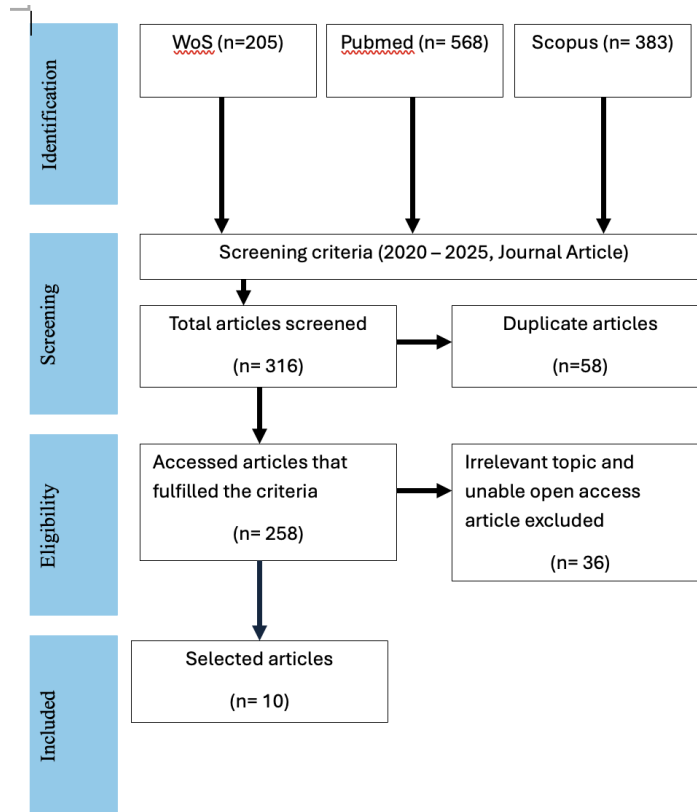 Identification
WoS (n=205)
Pubmed (n= 568)
Scopus (n= 383)
Screening
Screening criteria (2020 – 2025, Journal Article)
Total articles screened
(n= 316)
Duplicate articles
(n=58)
Eligibility
Accessed articles that
fulfilled the criteria
(n= 258)
Irrelevant topic and
unable open access
article excluded
(n= 36)
Included
Selected articles
(n= 10)